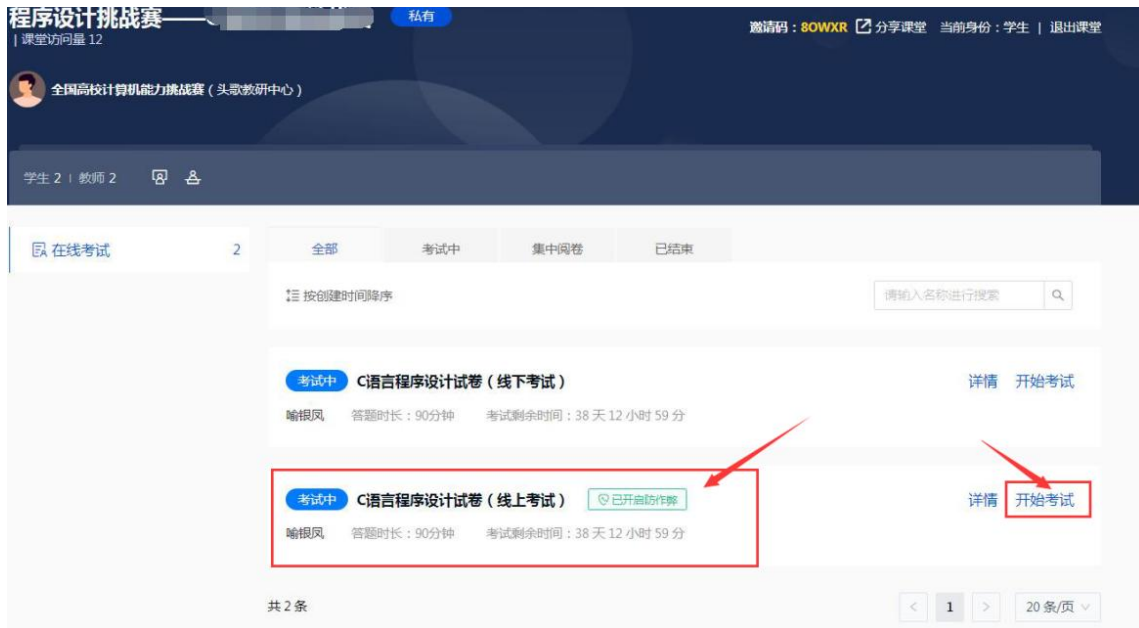 程序设计挑战赛——
私有
| 课堂访问量 12
邀请码：8OWXR 分享课堂 当前身份：学生 | 退出课堂
全国高校计算机能力挑战赛（头歌教研中心）
学生 2 | 教师 2
在线考试 2
全部 考试中 集中阅卷 已结束
按创建时间降序
请输入名称进行搜索
考试中 C语言程序设计试卷（线下考试） 详情 开始考试
喻银凤 答题时长：90分钟 考试剩余时间：38 天 12 小时 59 分
考试中 C语言程序设计试卷（线上考试） 已开启防作弊 详情 开始考试
喻银凤 答题时长：90分钟 考试剩余时间：38 天 12 小时 59 分
共 2 条 < 1 > 20 条/页